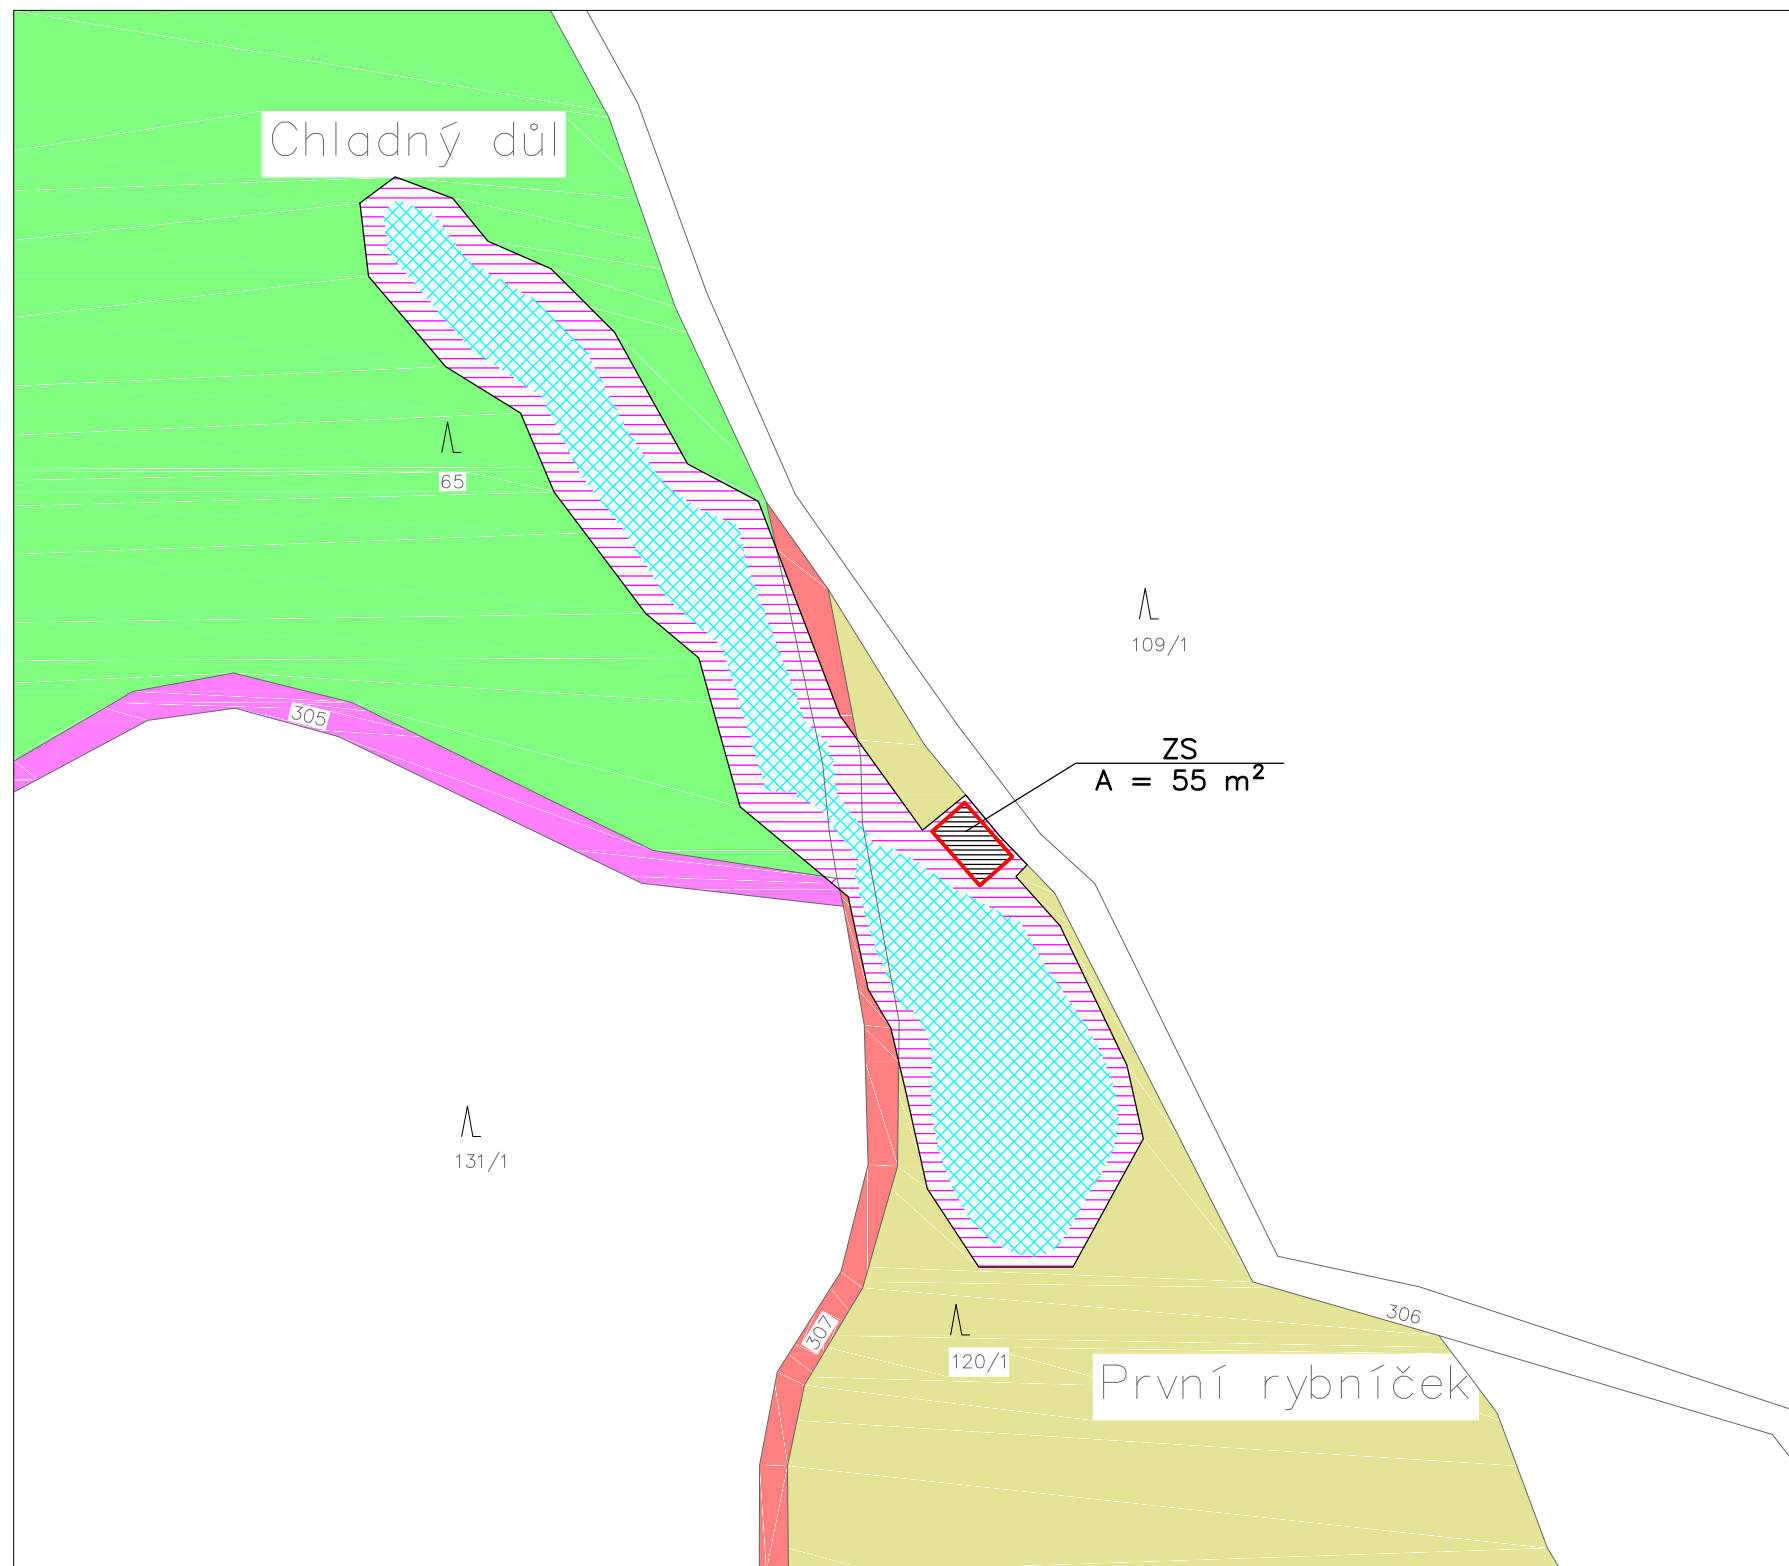 Chladný důl
65
109/1
305
ZS
A = 55 m²
131/1
307
306
120/1
První rybníček